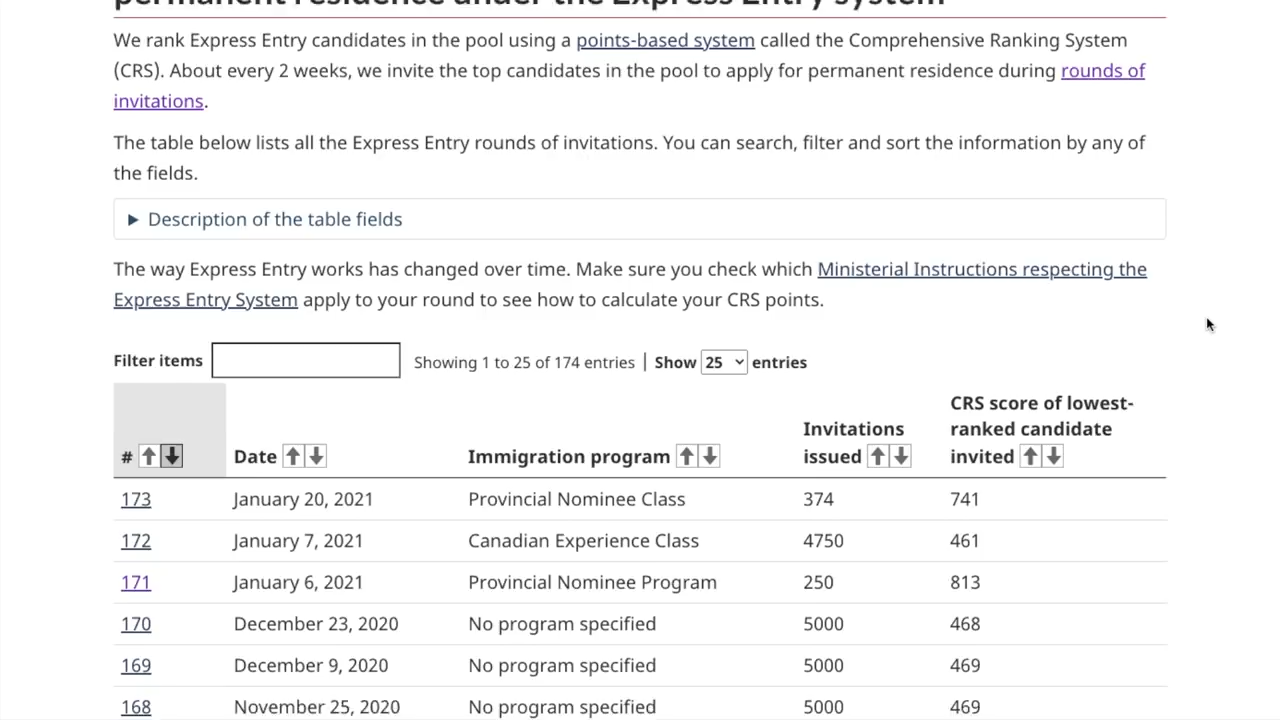 permanent residence under the Express Entry system
We rank Express Entry candidates in the pool using a points-based system called the Comprehensive Ranking System
(CRS). About every 2 weeks, we invite the top candidates in the pool to apply for permanent residence during rounds of
invitations.
The table below lists all the Express Entry rounds of invitations. You can search, filter and sort the information by any of
the fields.
Description of the table fields
The way Express Entry works has changed over time. Make sure you check which Ministerial Instructions respecting the
Express Entry System apply to your round to see how to calculate your CRS points.
Filter items Showing 1 to 25 of 174 entries | Show 25 entries
# Date Immigration program Invitations issued CRS score of lowest-ranked candidate invited
173 January 20, 2021 Provincial Nominee Class 374 741
172 January 7, 2021 Canadian Experience Class 4750 461
171 January 6, 2021 Provincial Nominee Program 250 813
170 December 23, 2020 No program specified 5000 468
169 December 9, 2020 No program specified 5000 469
168 November 25, 2020 No program specified 5000 469